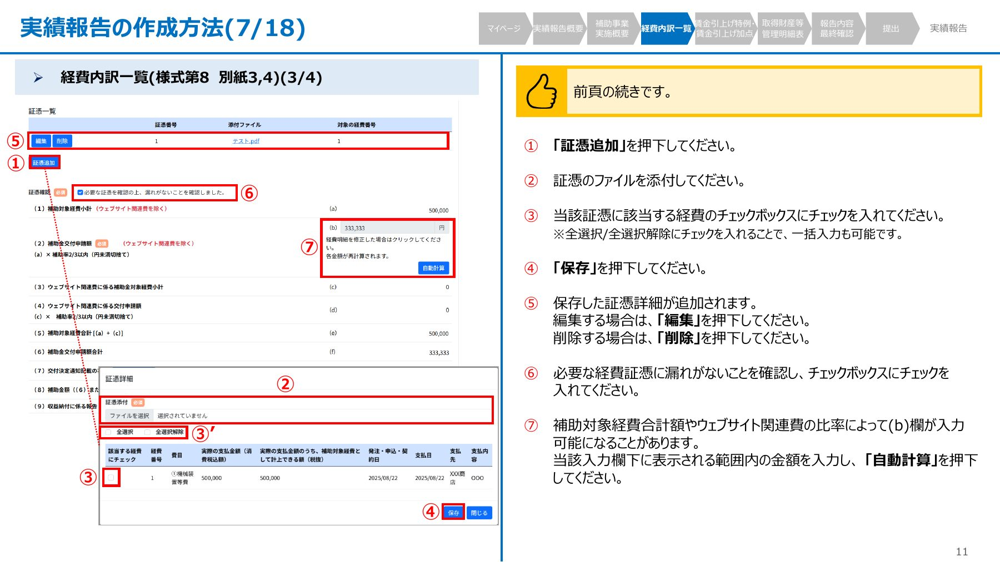 実績報告の作成方法(7/18)
マイページ
実績報告概要
補助事業
実施概要
経費内訳一覧
賃金引上げ特例・
賃金引上げ加点
取得財産等
管理明細表
報告内容
最終確認
提出
実績報告
➢ 経費内訳一覧(様式第8 別紙3,4)(3/4)
証憑一覧
証憑番号 添付ファイル 対象の経費番号
⑤ 編集 削除 1 テスト.pdf 1
① 証憑追加
証憑確認 必須 必要な証憑を確認の上、漏れがないことを確認しました。 ⑥
（1）補助対象経費小計（ウェブサイト関連費を除く） (a) 500,000
(b) 333,333 円
経費明細を修正した場合はクリックしてくださ
い。
各金額が再計算されます。
自動計算
⑦
（2）補助金交付申請額 必須 （ウェブサイト関連費を除く）
(a) × 補助率2/3以内（円未満切捨て）
（3）ウェブサイト関連費に係る補助金対象経費小計 (c) 0
（4）ウェブサイト関連費に係る交付申請額 (d) 0
(c) × 補助率2/3以内（円未満切捨て）
（5）補助対象経費合計 [(a) + (c)] (e) 500,000
（6）補助金交付申請額合計 (f) 333,333
（7）交付決定通知記載の
（8）補助金額（(６）また
（9）収益納付に係る報告
証憑詳細
②
証憑添付 必須
ファイルを選択 選択されていません
全選択 全選択解除 ③′
該当する経費
にチェック
経費
番号
費目
実際の支払金額（消
費税込額）
実際の支払金額のうち、補助対象経費と
して計上できる額（税抜）
発注・申込・契
約日
支払日
支払
先
支払内
容
③ 1 ①機械装
置等費
500,000 500,000 2025/08/22 2025/08/22 XXX商
店
OOO
④ 保存 閉じる
前頁の続きです。
① 「証憑追加」を押下してください。
② 証憑のファイルを添付してください。
③ 当該証憑に該当する経費のチェックボックスにチェックを入れてください。
※全選択/全選択解除にチェックを入れることで、一括入力も可能です。
④ 「保存」を押下してください。
⑤ 保存した証憑詳細が追加されます。
編集する場合は、「編集」を押下してください。
削除する場合は、「削除」を押下してください。
⑥ 必要な経費証憑に漏れがないことを確認し、チェックボックスにチェックを
入れてください。
⑦ 補助対象経費合計額やウェブサイト関連費の比率によって(b)欄が入力
可能になることがあります。
当該入力欄下に表示される範囲内の金額を入力し、「自動計算」を押下
してください。
11